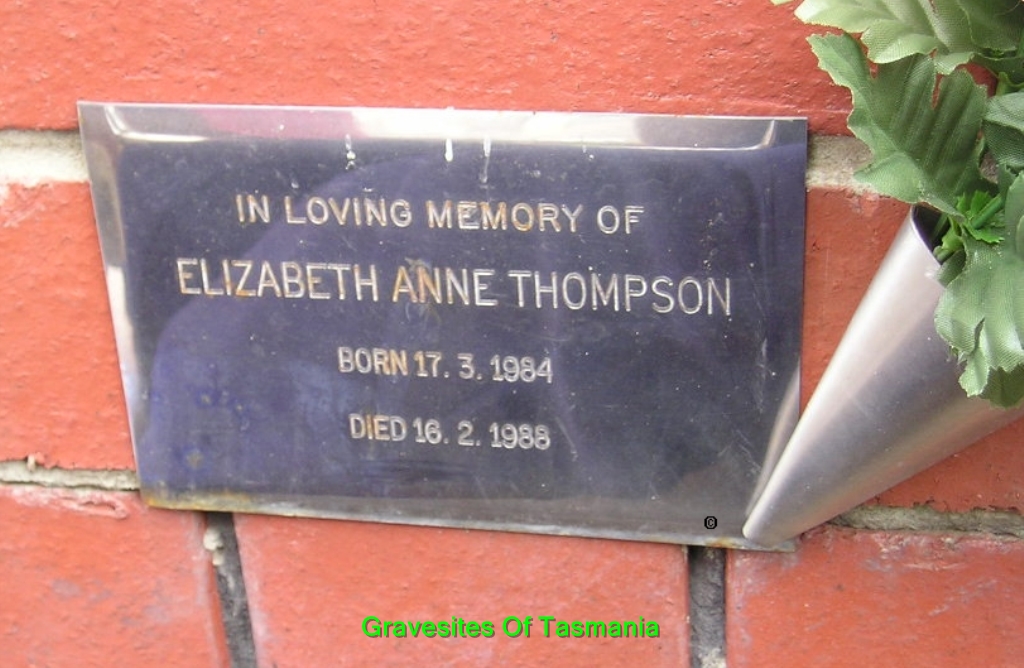 IN LOVING MEMORY OF
ELIZABETH ANNE THOMPSON
BORN 17. 3. 1984
DIED 16. 2. 1988
©
Gravesites Of Tasmania